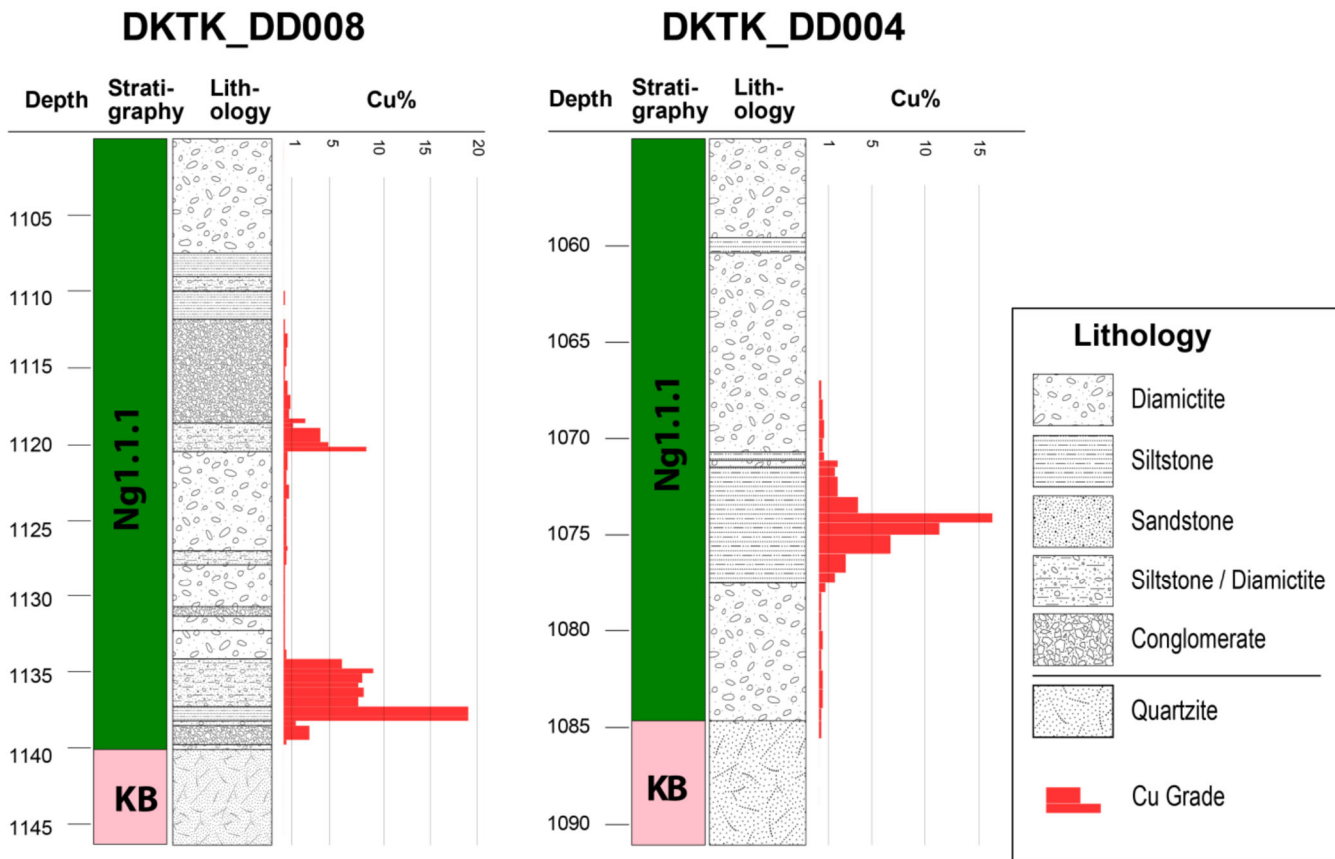 DKTK_DD008
Depth
Strati-
graphy
Lith-
ology
Cu%
1
5
10
15
20
1105
1110
1115
1120
1125
1130
1135
1140
1145
Ng1.1.1
KB
DKTK_DD004
Depth
Strati-
graphy
Lith-
ology
Cu%
1
5
10
15
1060
1065
1070
1075
1080
1085
1090
Ng1.1.1
KB
Lithology
Diamictite
Siltstone
Sandstone
Siltstone / Diamictite
Conglomerate
Quartzite
Cu Grade